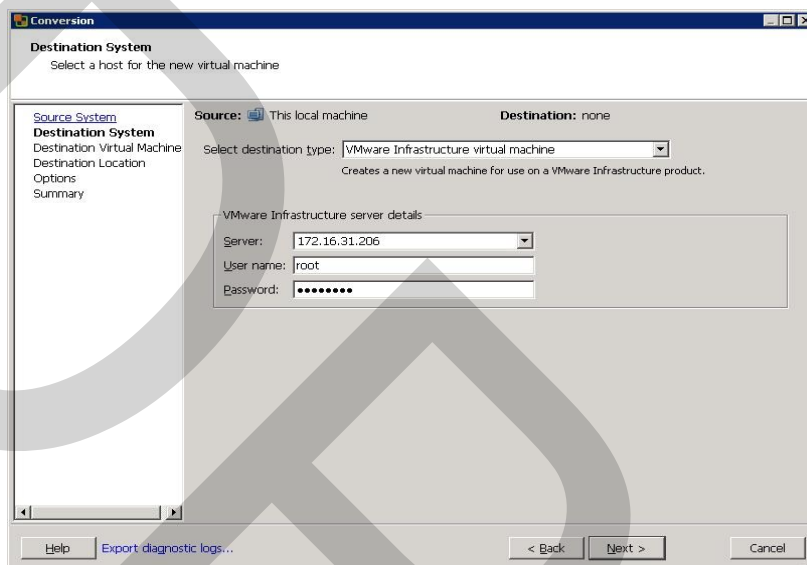 Conversion
Destination System
Select a host for the new virtual machine
Source System
Destination System
Destination Virtual Machine
Destination Location
Options
Summary
Source: This local machine Destination: none
Select destination type: VMware Infrastructure virtual machine
Creates a new virtual machine for use on a VMware Infrastructure product.
VMware Infrastructure server details
Server: 172.16.31.206
User name: root
Password: ●●●●●●●●
Help Export diagnostic logs... < Back Next > Cancel